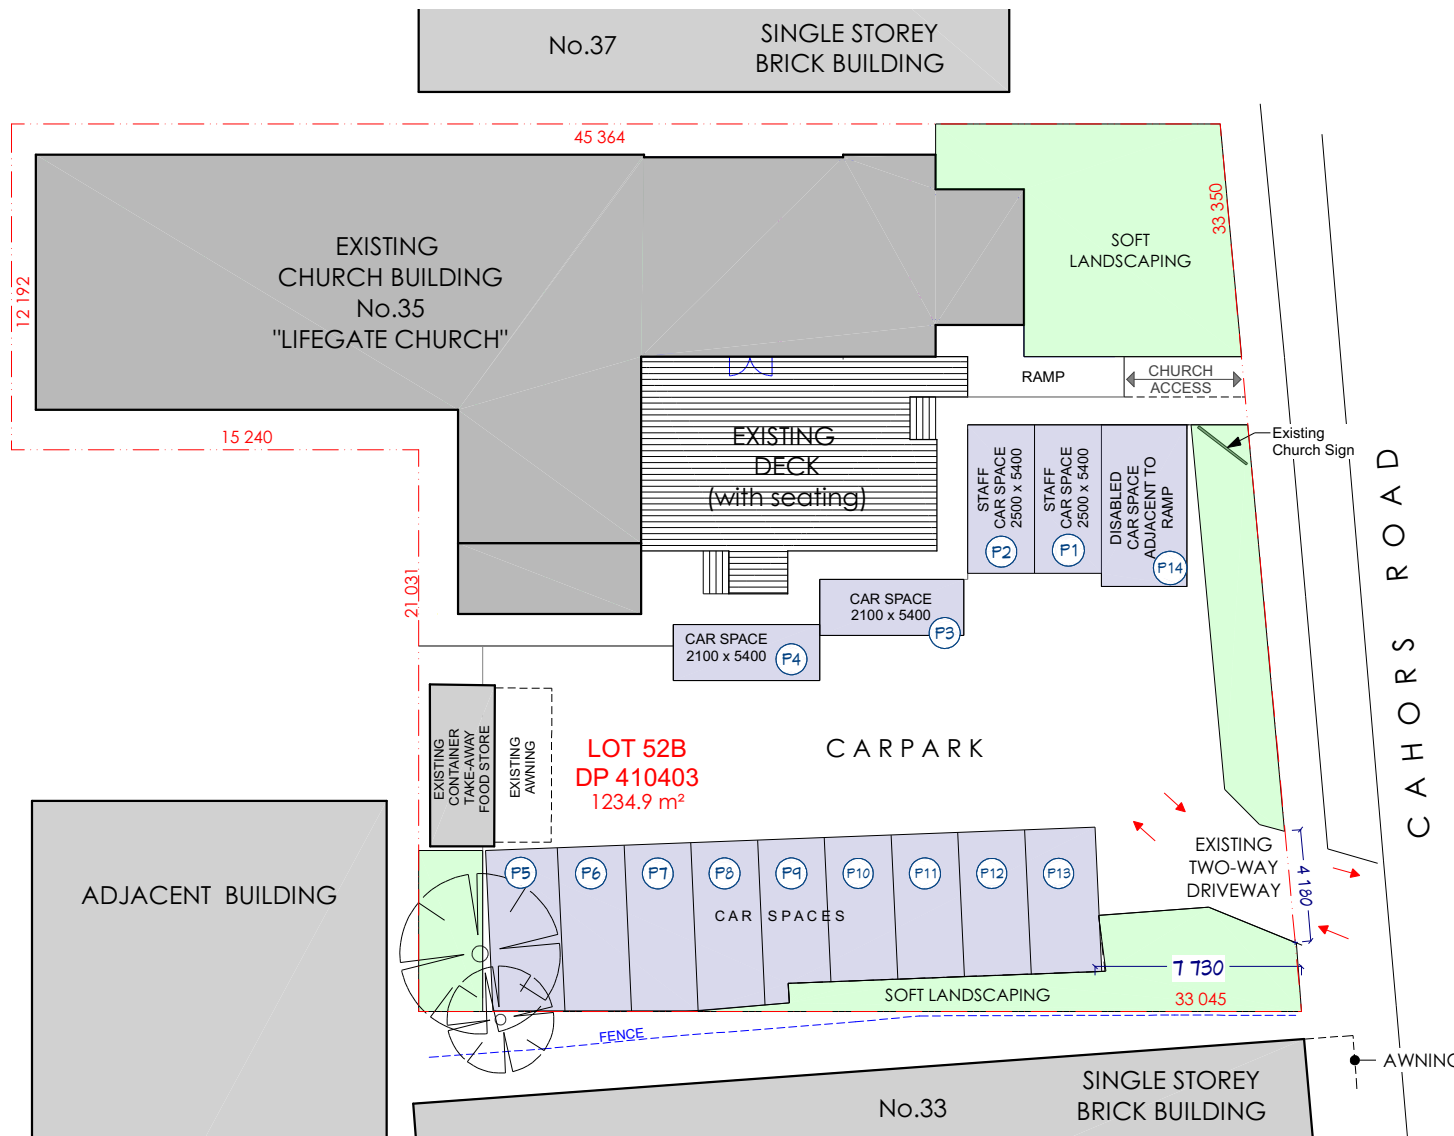 No.37
SINGLE STOREY
BRICK BUILDING
45 364
33 350
SOFT
LANDSCAPING
EXISTING
CHURCH BUILDING
No.35
"LIFEGATE CHURCH"
12 192
15 240
RAMP
CHURCH
ACCESS
EXISTING
DECK
(with seating)
STAFF
CAR SPACE
2500 x 5400
P2
STAFF
CAR SPACE
2500 x 5400
P1
DISABLED
CAR SPACE
ADJACENT TO
RAMP
P14
Existing
Church Sign
CAHORS ROAD
21 031
CAR SPACE
2100 x 5400
P3
CAR SPACE
2100 x 5400
P4
EXISTING
CONTAINER
TAKE-AWAY
FOOD STORE
EXISTING
AWNING
LOT 52B
DP 410403
1234.9 m²
CARPARK
EXISTING
TWO-WAY
DRIVEWAY
4 180
ADJACENT BUILDING
P5
P6
P7
P8
P9
P10
P11
P12
P13
CAR SPACES
7 730
SOFT LANDSCAPING
33 045
FENCE
AWNING
No.33
SINGLE STOREY
BRICK BUILDING